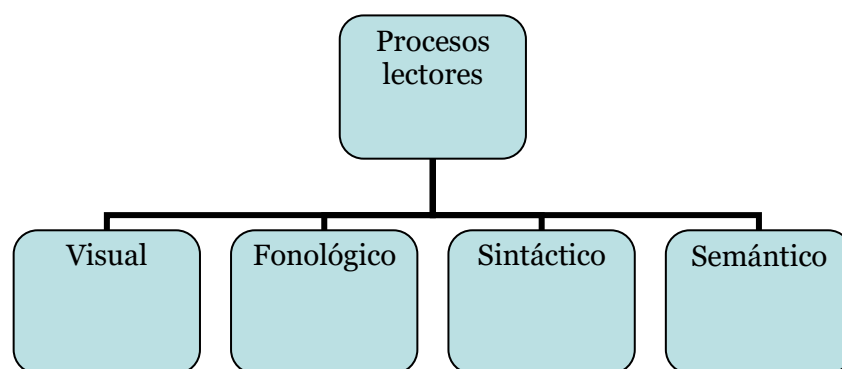 Procesos
lectores
Visual
Fonológico
Sintáctico
Semántico